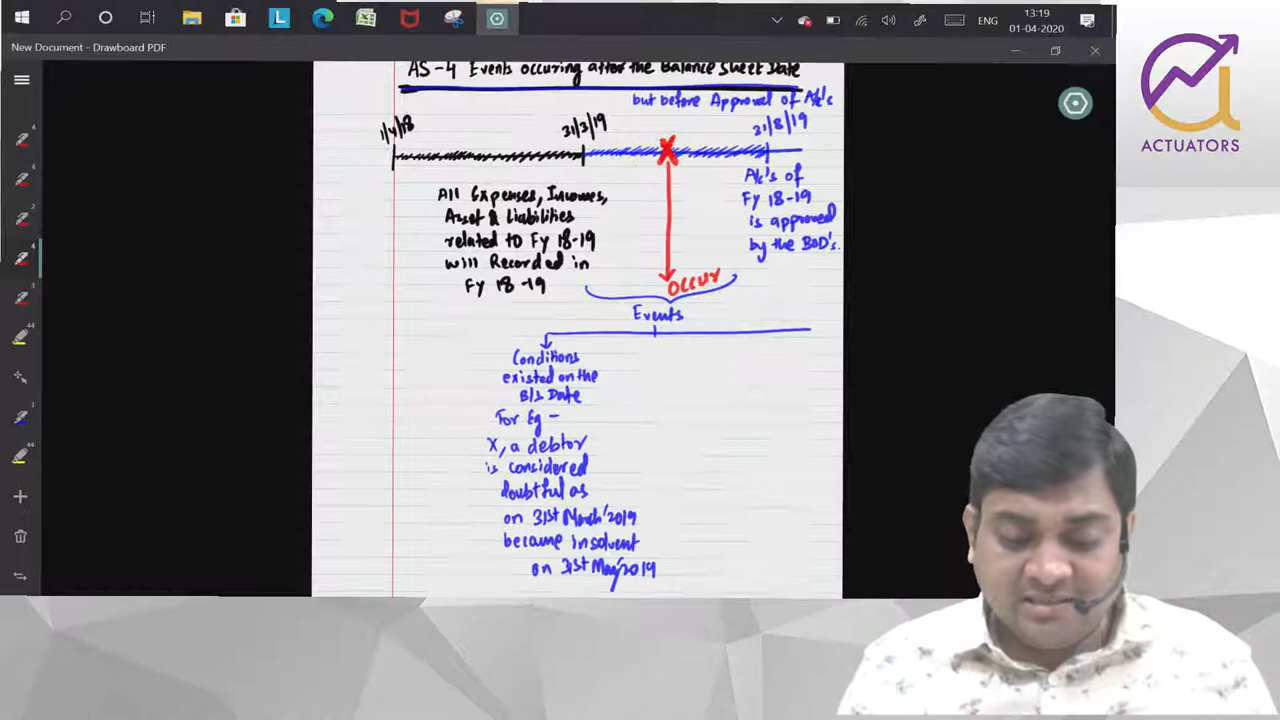 ENG
13:19
01-04-2020
New Document - Drawboard PDF
AS-4 Events occuring after the Balance Sheet Date
but before Approval of A/c's
1/4/18
31/3/19
31/8/19
All Expenses, Incomes,
Asset & Liabilities
related to Fy 18-19
will Recorded in
Fy 18-19
A/c's of
Fy 18-19
is approved
by the BOD's.
occur
Events
Conditions
existed on the
B/s Date
For Eg -
X, a debtor
is considered
doubtful as
on 31st March'2019
became insolvent
on 31st May'2019
ACTUATORS